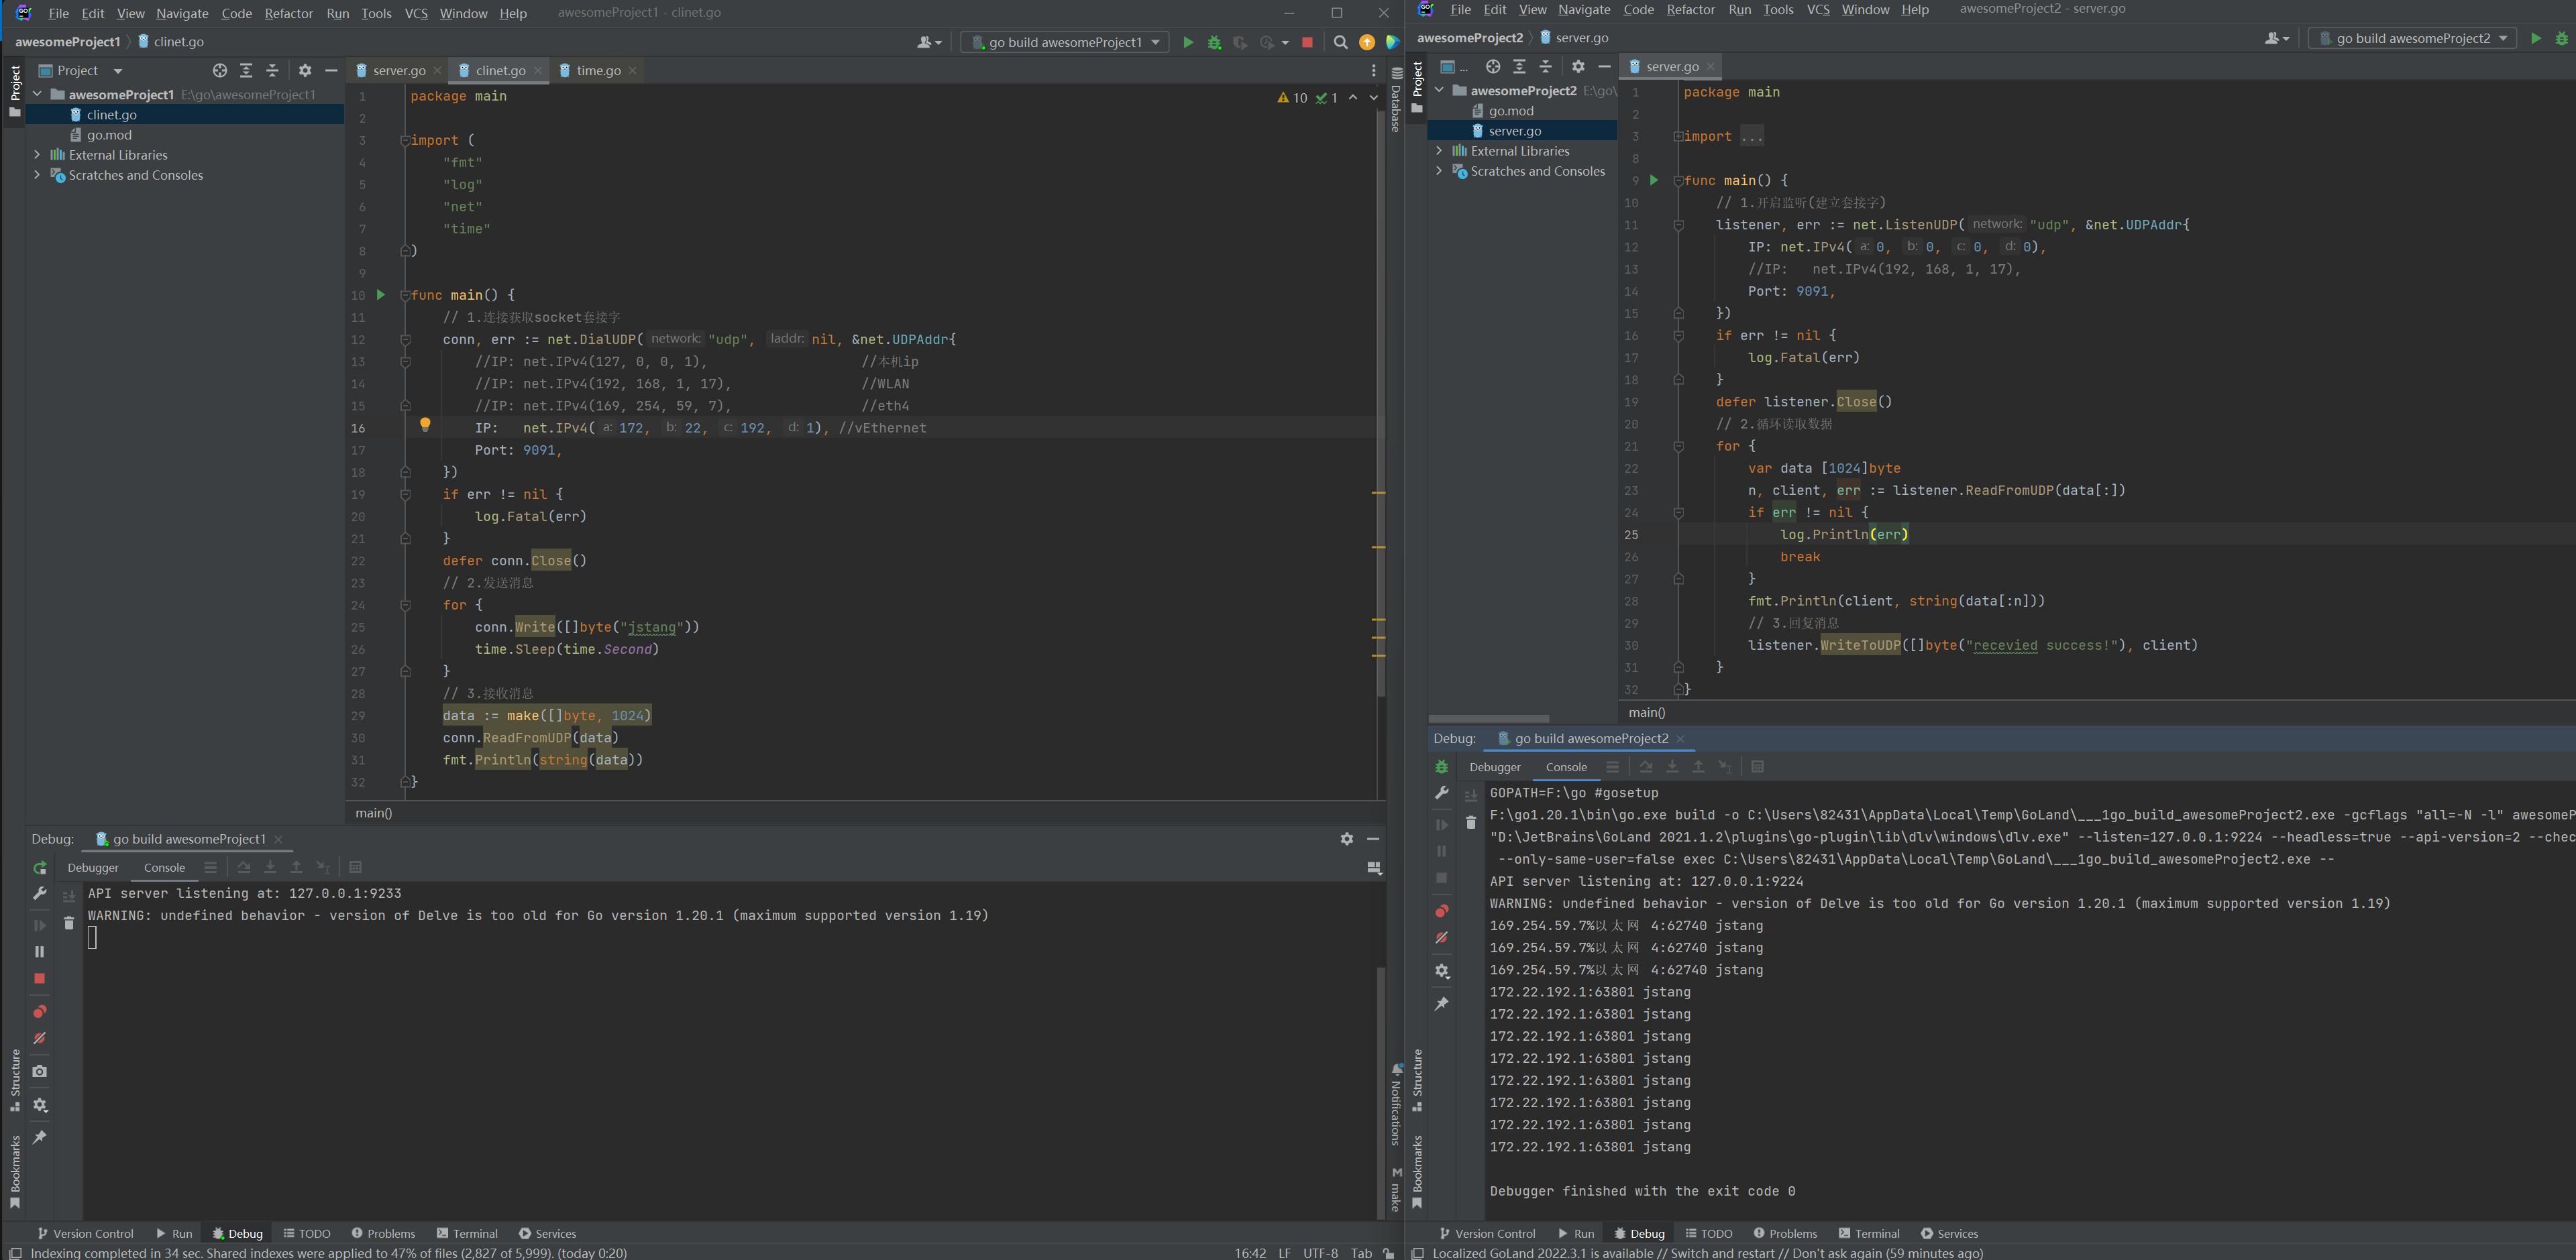 File Edit View Navigate Code Refactor Run Tools VCS Window Help awesomeProject1 - clinet.go
awesomeProject1 clinet.go
go build awesomeProject1
Project
server.go clinet.go time.go
awesomeProject1 E:\go\awesomeProject1
clinet.go
go.mod
External Libraries
Scratches and Consoles
Project
Structure
Bookmarks
10 1
1 package main
2
3 import (
4 "fmt"
5 "log"
6 "net"
7 "time"
8 )
9
10 func main() {
11 // 1.连接获取socket套接字
12 conn, err := net.DialUDP( network: "udp", laddr: nil, &net.UDPAddr{
13 //IP: net.IPv4(127, 0, 0, 1), //本机ip
14 //IP: net.IPv4(192, 168, 1, 17), //WLAN
15 //IP: net.IPv4(169, 254, 59, 7), //eth4
16 IP: net.IPv4( a: 172, b: 22, c: 192, d: 1), //vEthernet
17 Port: 9091,
18 })
19 if err != nil {
20 log.Fatal(err)
21 }
22 defer conn.Close()
23 // 2.发送消息
24 for {
25 conn.Write([]byte("jstang"))
26 time.Sleep(time.Second)
27 }
28 // 3.接收消息
29 data := make([]byte, 1024)
30 conn.ReadFromUDP(data)
31 fmt.Println(string(data))
32 }
main()
Debug: go build awesomeProject1
Debugger Console
API server listening at: 127.0.0.1:9233
WARNING: undefined behavior - version of Delve is too old for Go version 1.20.1 (maximum supported version 1.19)
Database
Notifications
make
Version Control Run Debug TODO Problems Terminal Services
Indexing completed in 34 sec. Shared indexes were applied to 47% of files (2,827 of 5,999). (today 0:20) 16:42 LF UTF-8 Tab
File Edit View Navigate Code Refactor Run Tools VCS Window Help awesomeProject2 - server.go
awesomeProject2 server.go
go build awesomeProject2
Project
...
server.go
awesomeProject2 E:\go\
go.mod
server.go
External Libraries
Scratches and Consoles
Structure
Bookmarks
1 package main
2
3 import ...
8
9 func main() {
10 // 1.开启监听(建立套接字)
11 listener, err := net.ListenUDP( network: "udp", &net.UDPAddr{
12 IP: net.IPv4( a: 0, b: 0, c: 0, d: 0),
13 //IP: net.IPv4(192, 168, 1, 17),
14 Port: 9091,
15 })
16 if err != nil {
17 log.Fatal(err)
18 }
19 defer listener.Close()
20 // 2.循环读取数据
21 for {
22 var data [1024]byte
23 n, client, err := listener.ReadFromUDP(data[:])
24 if err != nil {
25 log.Println(err)
26 break
27 }
28 fmt.Println(client, string(data[:n]))
29 // 3.回复消息
30 listener.WriteToUDP([]byte("recevied success!"), client)
31 }
32 }
main()
Debug: go build awesomeProject2
Debugger Console
GOPATH=F:\go #gosetup
F:\go1.20.1\bin\go.exe build -o C:\Users\82431\AppData\Local\Temp\GoLand\___1go_build_awesomeProject2.exe -gcflags "all=-N -l" awesomeP
"D:\JetBrains\GoLand 2021.1.2\plugins\go-plugin\lib\dlv\windows\dlv.exe" --listen=127.0.0.1:9224 --headless=true --api-version=2 --chec
--only-same-user=false exec C:\Users\82431\AppData\Local\Temp\GoLand\___1go_build_awesomeProject2.exe --
API server listening at: 127.0.0.1:9224
WARNING: undefined behavior - version of Delve is too old for Go version 1.20.1 (maximum supported version 1.19)
169.254.59.7%以太网 4:62740 jstang
169.254.59.7%以太网 4:62740 jstang
169.254.59.7%以太网 4:62740 jstang
172.22.192.1:63801 jstang
172.22.192.1:63801 jstang
172.22.192.1:63801 jstang
172.22.192.1:63801 jstang
172.22.192.1:63801 jstang
172.22.192.1:63801 jstang
172.22.192.1:63801 jstang
172.22.192.1:63801 jstang
Debugger finished with the exit code 0
Version Control Run Debug TODO Problems Terminal Services
Localized GoLand 2022.3.1 is available // Switch and restart // Don't ask again (59 minutes ago)